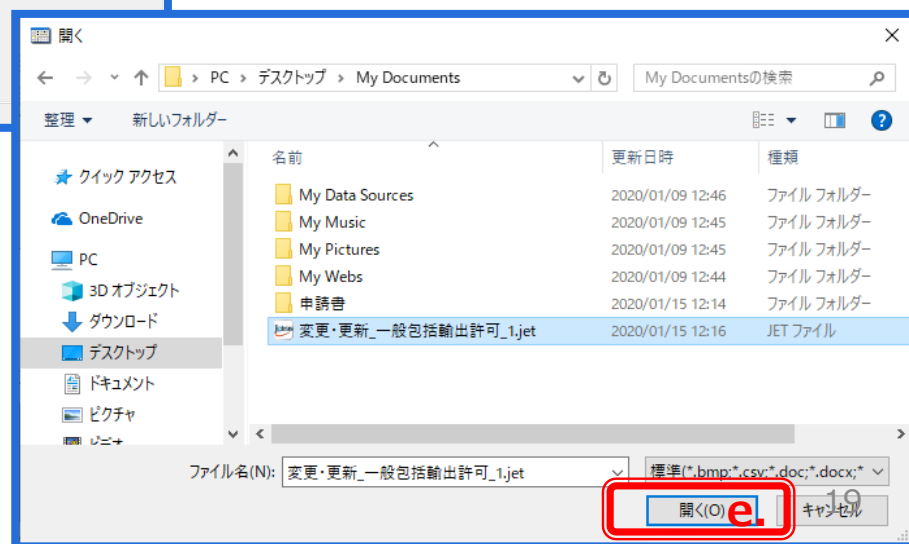 開く
PC › デスクトップ › My Documents
My Documentsの検索
整理
新しいフォルダー
名前 更新日時 種類
クイック アクセス
OneDrive
PC
3D オブジェクト
ダウンロード
デスクトップ
ドキュメント
ピクチャ
ビデオ
My Data Sources 2020/01/09 12:46 ファイル フォルダー
My Music 2020/01/09 12:45 ファイル フォルダー
My Pictures 2020/01/09 12:45 ファイル フォルダー
My Webs 2020/01/09 12:44 ファイル フォルダー
申請書 2020/01/15 12:14 ファイル フォルダー
変更・更新_一般包括輸出許可_1.jet 2020/01/15 12:16 JET ファイル
ファイル名(N): 変更・更新_一般包括輸出許可_1.jet 標準(*.bmp;*.csv;*.doc;*.docx;*
開く(O) e. キャンセル
19